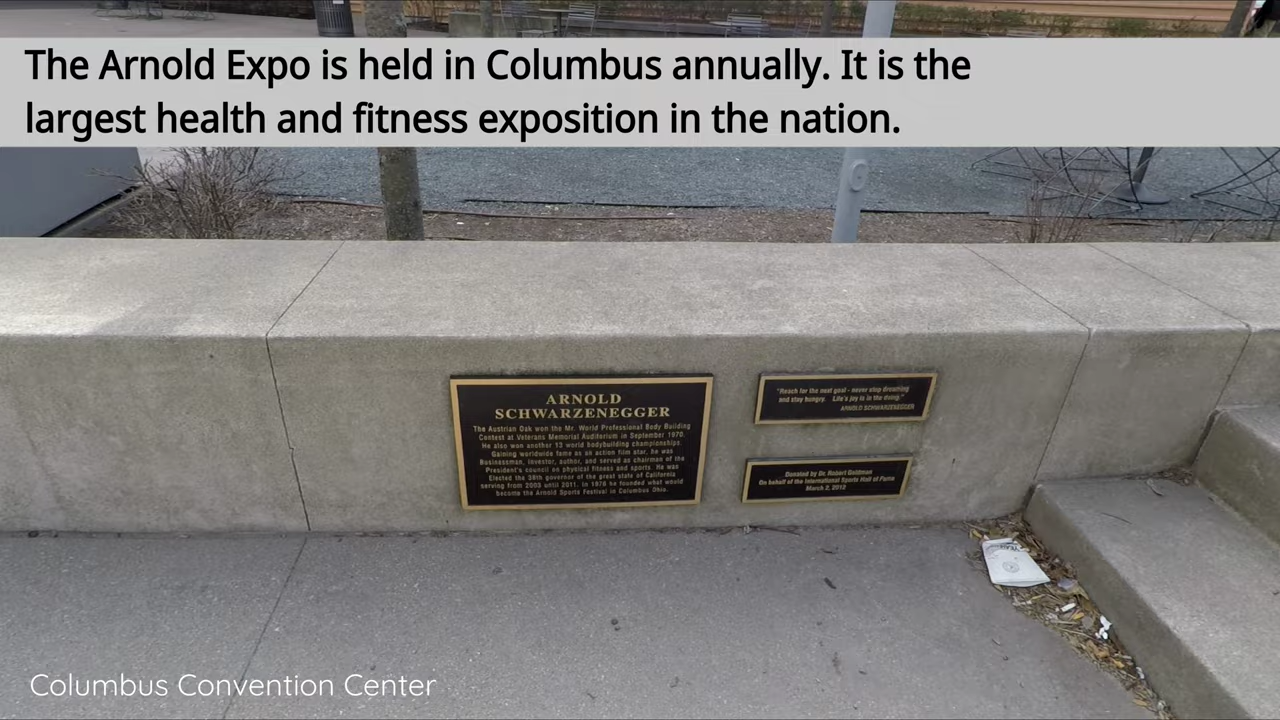 The Arnold Expo is held in Columbus annually. It is the
largest health and fitness exposition in the nation.
ARNOLD
SCHWARZENEGGER
The Austrian Oak won the Mr. World Professional Body Building
Contest at Veterans Memorial Auditorium in September 1970.
He also won another 13 world bodybuilding championships.
Gaining worldwide fame as an action film star, he was
Businessman, investor, author, and served as chairman of the
President's council on physical fitness and sports. He was
Elected the 38th governor of the great state of California
serving from 2003 until 2011. In 1976 he founded what would
become the Arnold Sports Festival in Columbus Ohio.
"Reach for the next goal - never stop dreaming
and stay hungry. Life's joy is in the doing."
ARNOLD SCHWARZENEGGER
Donated by Dr. Robert Goldman
On behalf of the International Sports Hall of Fame
March 2, 2012
Columbus Convention Center